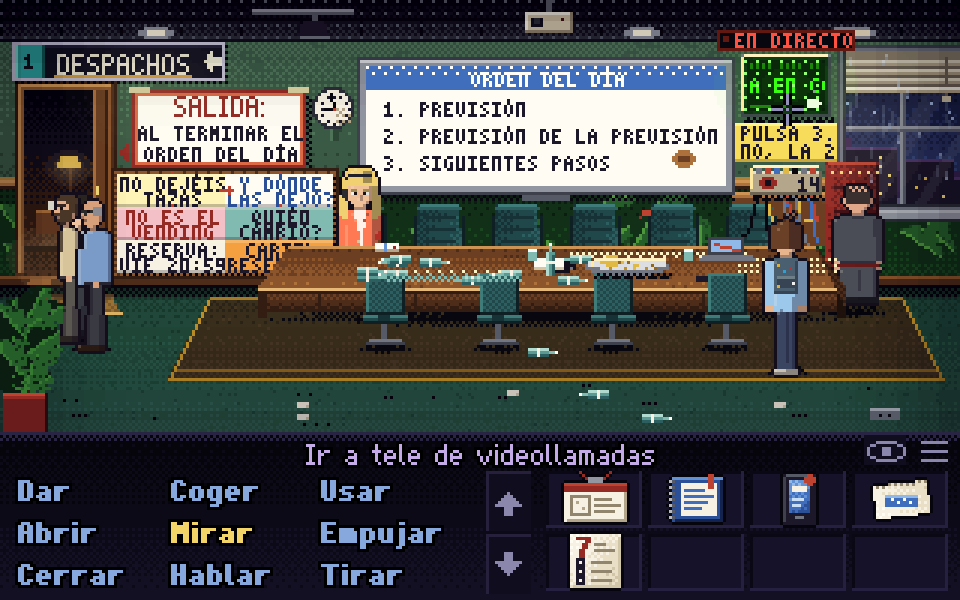 EN DIRECTO
1 DESPACHOS
ORDEN DEL DÍA
1. PREVISIÓN
2. PREVISIÓN DE LA PREVISIÓN
3. SIGUIENTES PASOS
SALIDA:
AL TERMINAR EL
ORDEN DEL DÍA
A EN
PULSA 3.
NO, LA 2
14
NO DEJÉIS
TAZAS
Y DÓNDE
LAS DEJO?
NO ES EL
VENDING
QUIÉN
CAMBIÓ?
RESERVA:
20:59
Ir a tele de videollamadas
Dar Coger Usar
Abrir Mirar Empujar
Cerrar Hablar Tirar
7